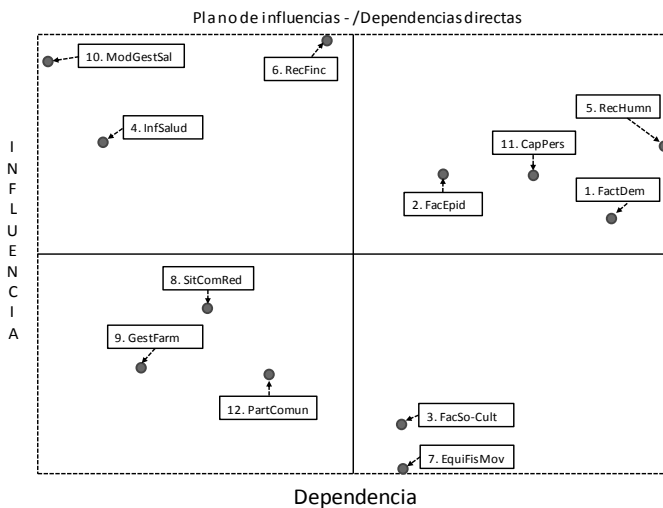 Plano de influencias - /Dependencias directas
10. ModGestSal
6. RecFinc
4. InfSalud
5. RecHumn
11. CapPers
1. FactDem
2. FacEpid
INFLUENCIA
8. SitComRed
9. GestFarm
12. PartComun
3. FacSo-Cult
7. EquiFisMov
Dependencia